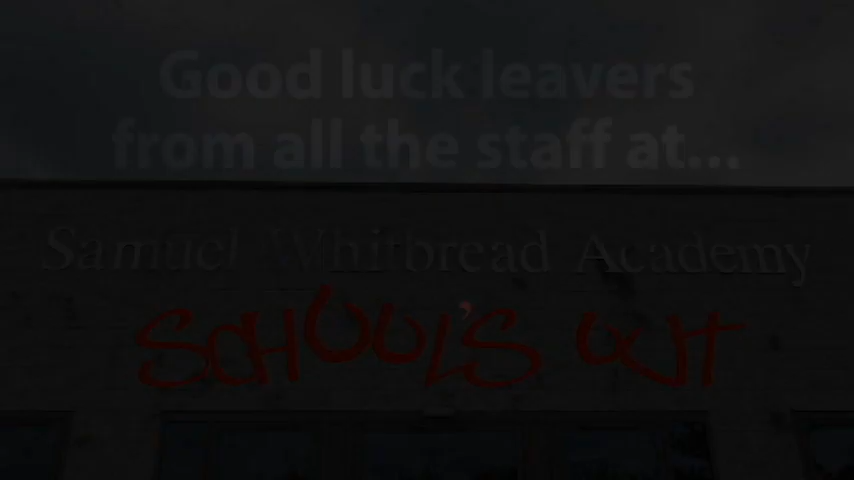 Good luck leavers
from all the staff at...
Samuel Whitbread Academy
SCHOOL'S OUT